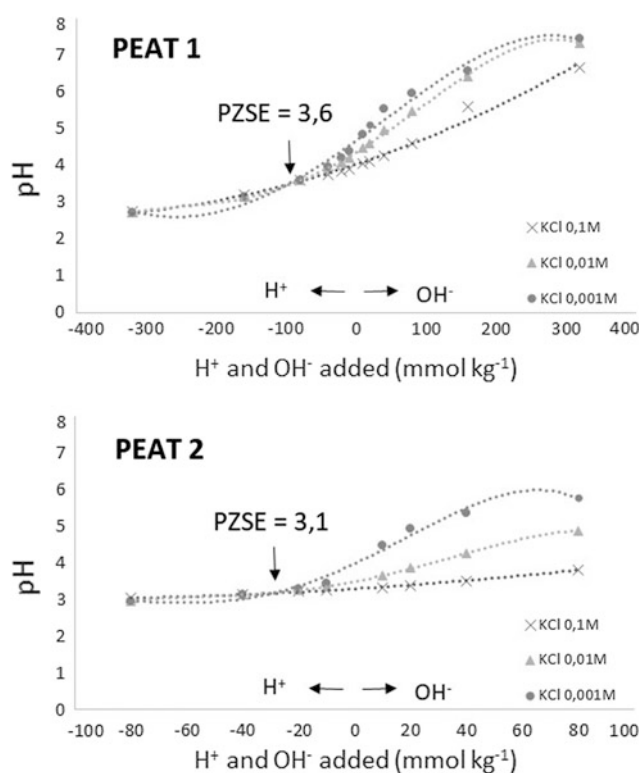 8
PEAT 1
7
6
PZSE = 3,6
5
pH
4
3
2
KCl 0,1M
KCl 0,01M
1
H⁺
OH⁻
KCl 0,001M
0
-400 -300 -200 -100 0 100 200 300 400
H⁺ and OH⁻ added (mmol kg⁻¹)
8
PEAT 2
7
6
PZSE = 3,1
5
pH
4
3
2
KCl 0,1M
KCl 0,01M
1
H⁺
OH⁻
KCl 0,001M
0
-100 -80 -60 -40 -20 0 20 40 60 80 100
H⁺ and OH⁻ added (mmol kg⁻¹)